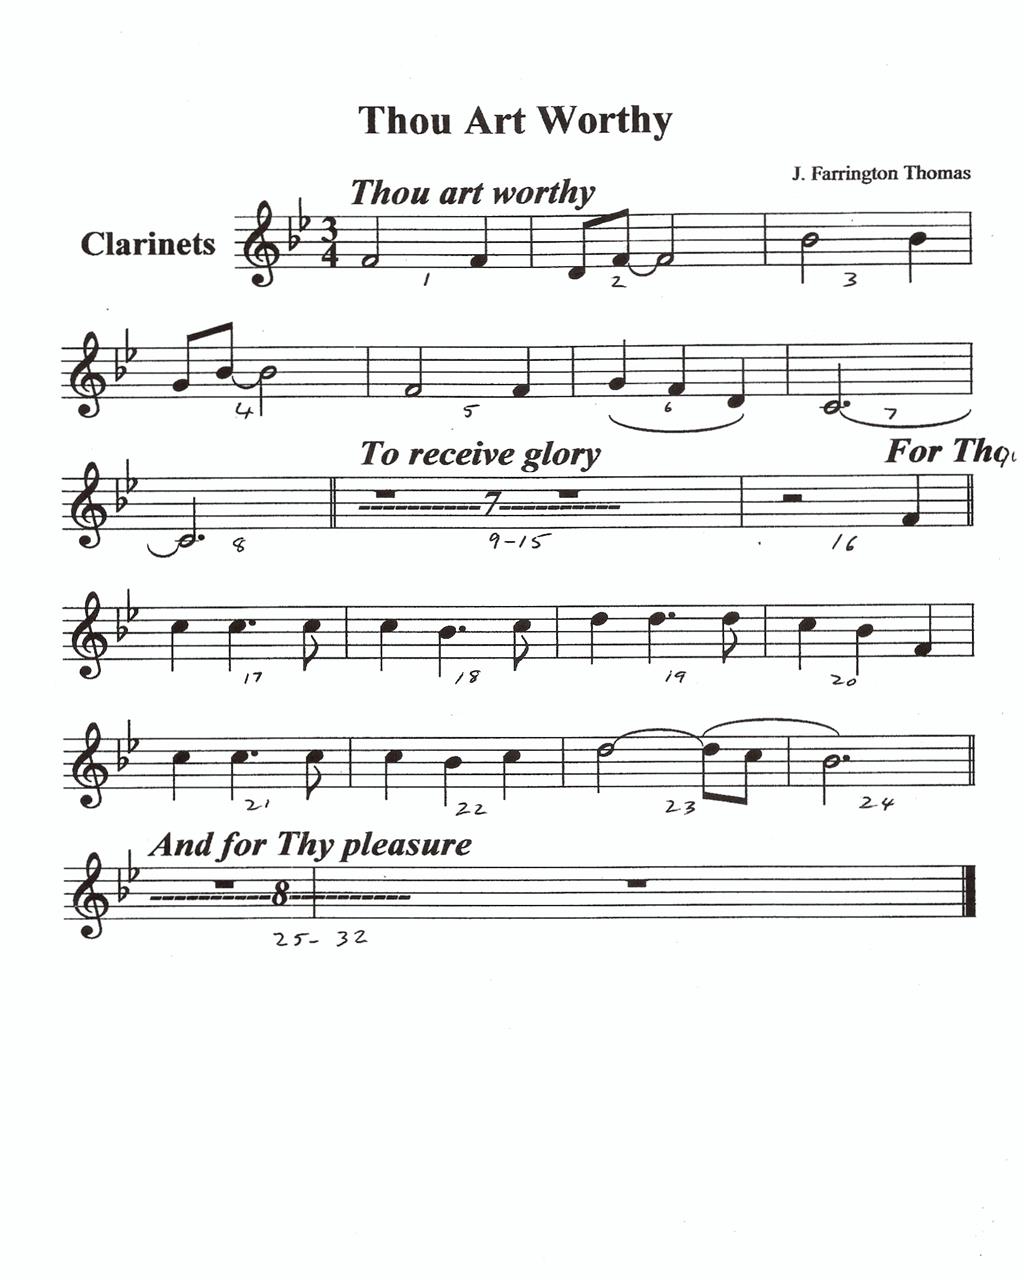 Thou Art Worthy
J. Farrington Thomas
Thou art worthy
Clarinets
3
4
1 2 3
4 5 6 7
To receive glory For Thou
7
8 9-15 16
17 18 19 20
21 22 23 24
And for Thy pleasure
8
25- 32